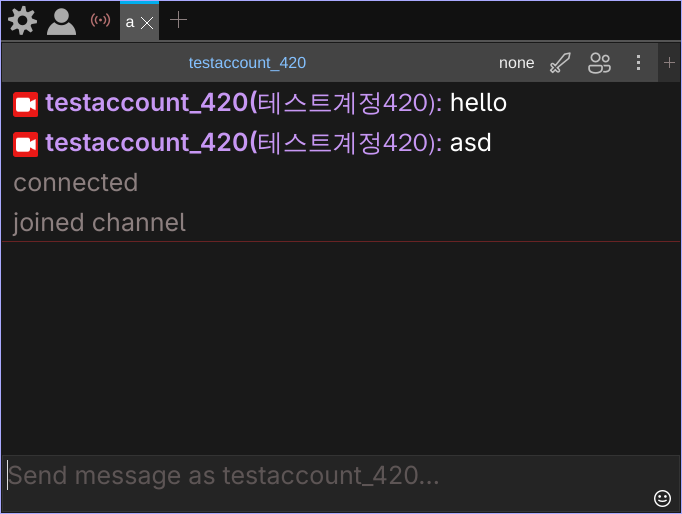 a
testaccount_420 none
testaccount_420(테스트계정420): hello
testaccount_420(테스트계정420): asd
connected
joined channel
Send message as testaccount_420...